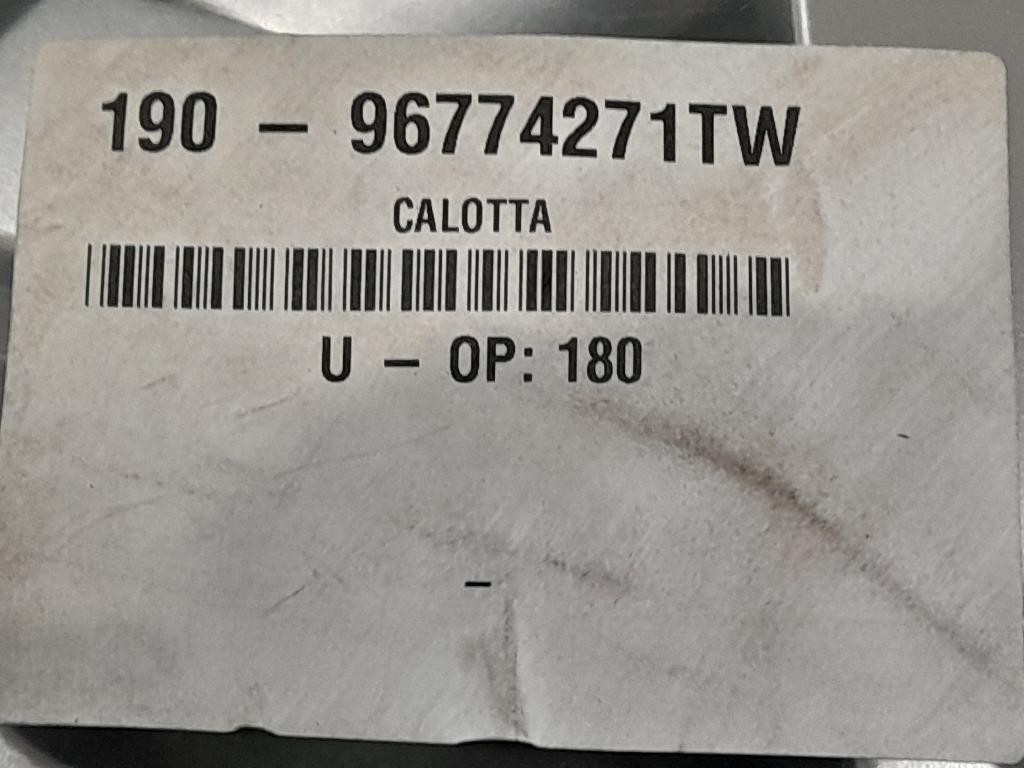 190 – 96774271TW
CALOTTA
U – OP: 180
–